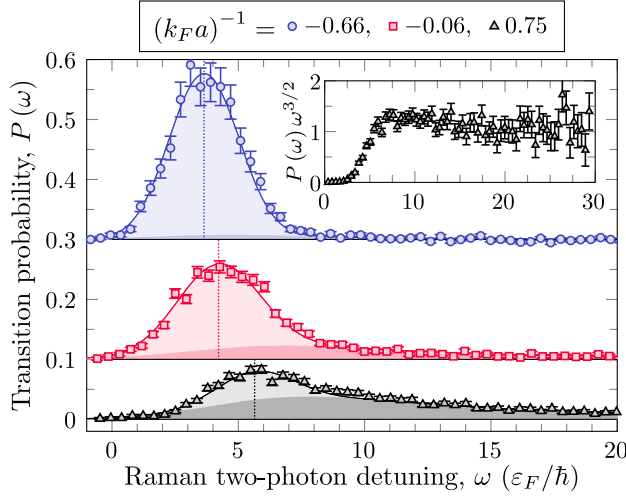 (k_F a)^{-1} = −0.66, −0.06, 0.75
Transition probability, P (ω)
0.6
0.5
0.4
0.3
0.2
0.1
0
P (ω) ω^{3/2}
2
1
0
0 10 20 30
0 5 10 15 20
Raman two-photon detuning, ω (ε_F/ħ)